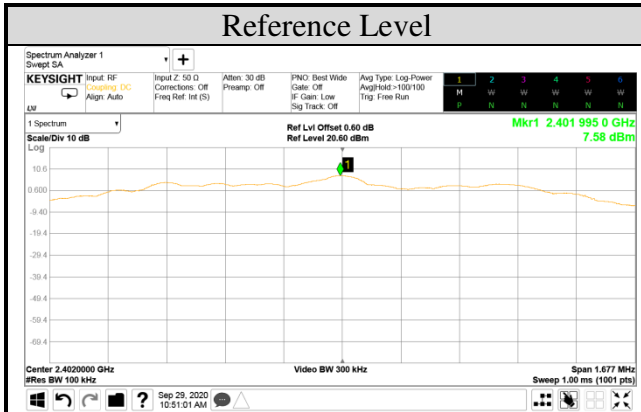 Reference Level
Spectrum Analyzer 1
Swept SA
KEYSIGHT Input: RF Input Z: 50 Ω Atten: 30 dB PNO: Best Wide Avg Type: Log-Power 1 2 3 4 5 6
Coupling: DC Corrections: Off Preamp: Off Gate: Off Avg|Hold:>100/100 M W W W W W
Align: Auto Freq Ref: Int (S) IF Gain: Low Trig: Free Run
Sig Track: Off P N N N N N
LXI
1 Spectrum Ref Lvl Offset 0.60 dB Mkr1 2.401 995 0 GHz
Scale/Div 10 dB Ref Level 20.60 dBm 7.58 dBm
Log
1
10.6
0.600
-9.40
-19.4
-29.4
-39.4
-49.4
-59.4
-69.4
Center 2.4020000 GHz Video BW 300 kHz Span 1.677 MHz
#Res BW 100 kHz Sweep 1.00 ms (1001 pts)
? Sep 29, 2020
10:51:01 AM